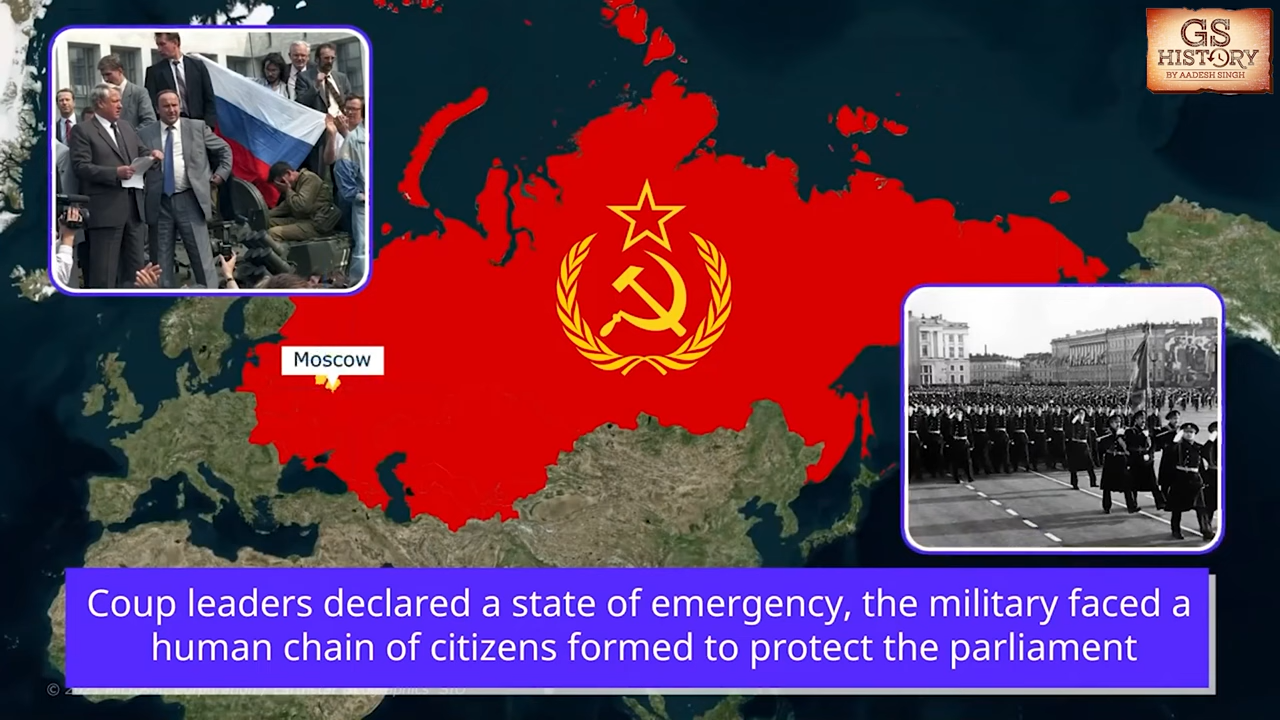 GS
HISTORY
BY AADESH SINGH
Moscow
Coup leaders declared a state of emergency, the military faced a
human chain of citizens formed to protect the parliament
©